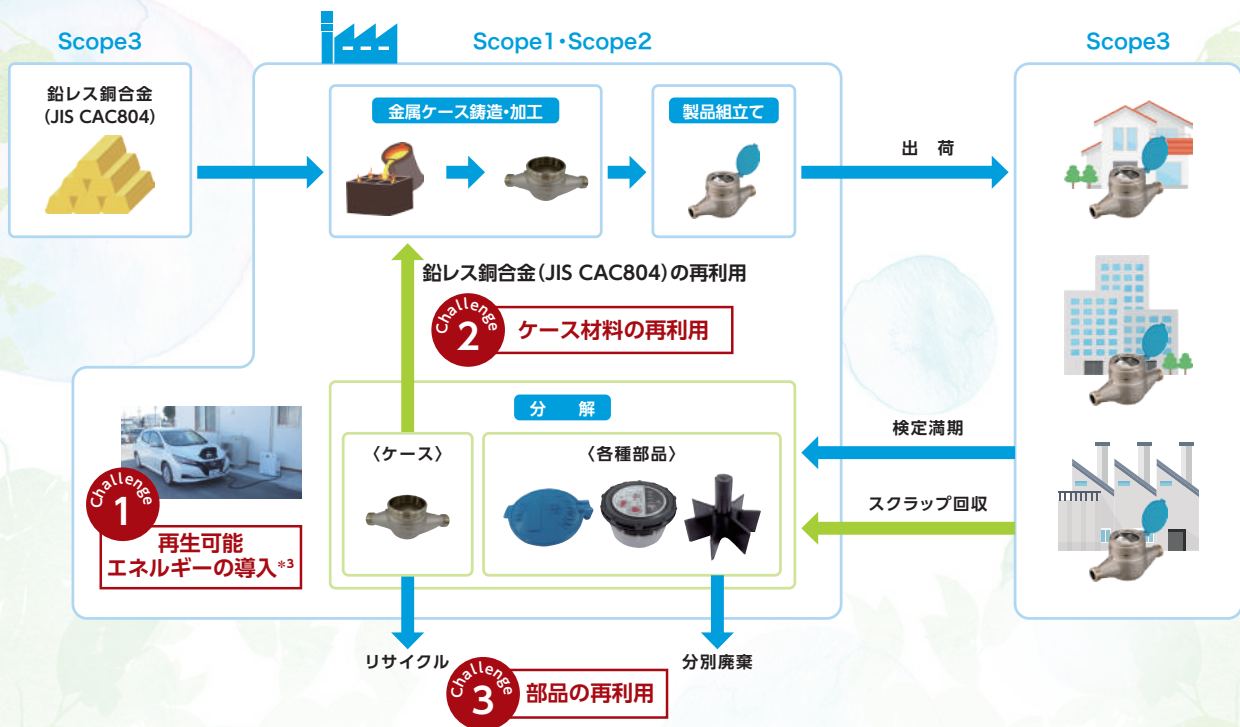 Scope3
Scope1・Scope2
Scope3
鉛レス銅合金
(JIS CAC804)
金属ケース鋳造・加工
製品組立て
出 荷
鉛レス銅合金(JIS CAC804)の再利用
Challenge
2
ケース材料の再利用
分 解
〈ケース〉
〈各種部品〉
検定満期
スクラップ回収
Challenge
1
再生可能
エネルギーの導入*3
リサイクル
分別廃棄
Challenge
3
部品の再利用